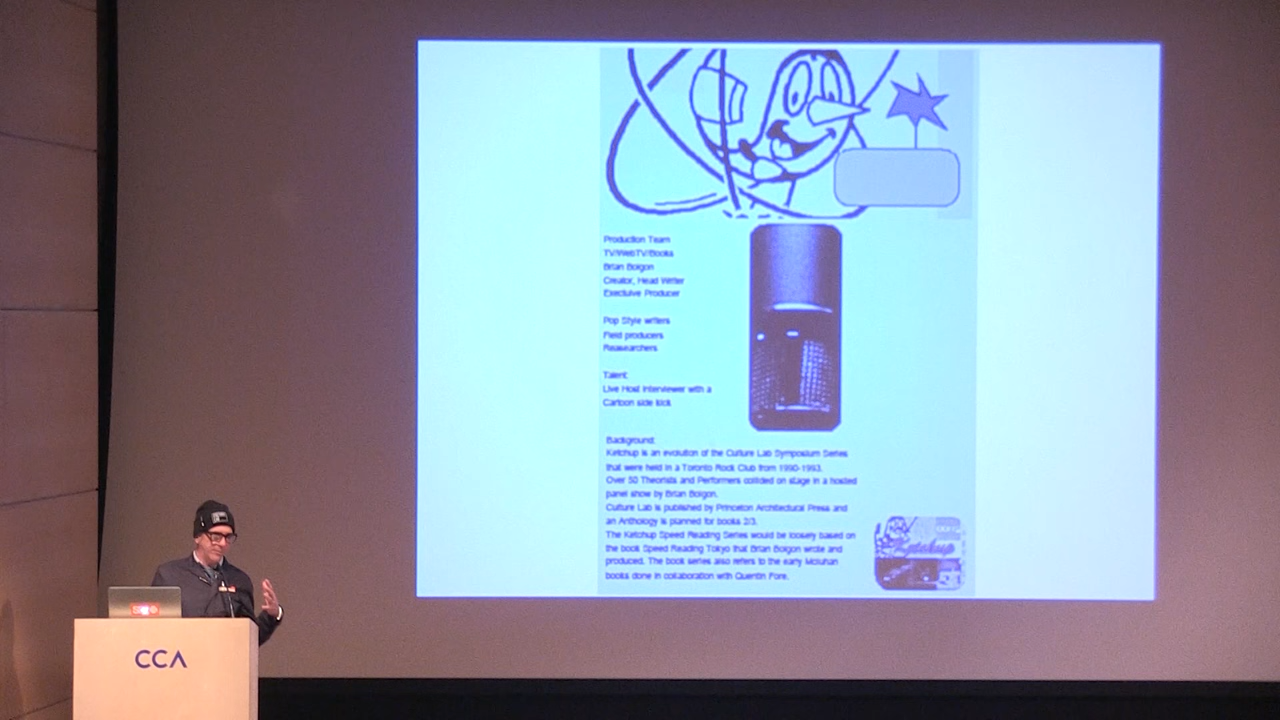 Production Team
TV/WebTV/Books
Brian Boigon
Creator, Head Writer
Executive Producer
Pop Style writers
Field producers
Reasearchers
Talent:
Live Host Interviewer with a
Cartoon side kick
Background:
Ketchup is an evolution of the Culture Lab Symposium Series
that were held in a Toronto Rock Club from 1990-1993.
Over 50 Theorists and Performers collided on stage in a hosted
panel show by Brian Boigon.
Culture Lab is published by Princeton Architectural Press and
an Anthology is planned for books 2/3.
The Ketchup Speed Reading Series would be loosely based on
the book Speed Reading Tokyo that Brian Boigon wrote and
produced. The book series also refers to the early Mcluhan
books done in collaboration with Quentin Fore.
Ketchup
CCA